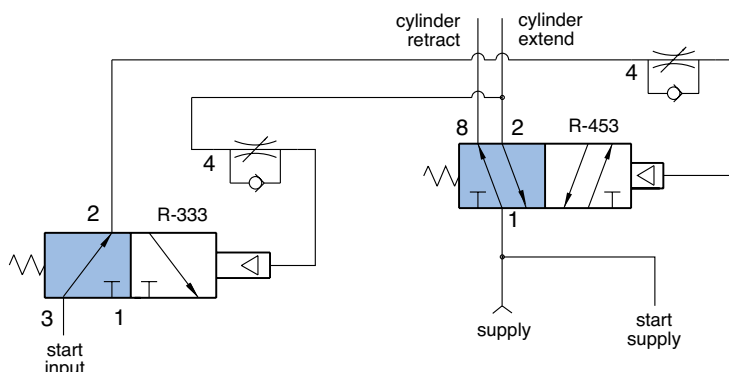 cylinder
retract
cylinder
extend
4
8
2
R-453
4
2
R-333
1
3
1
start
input
supply
start
supply